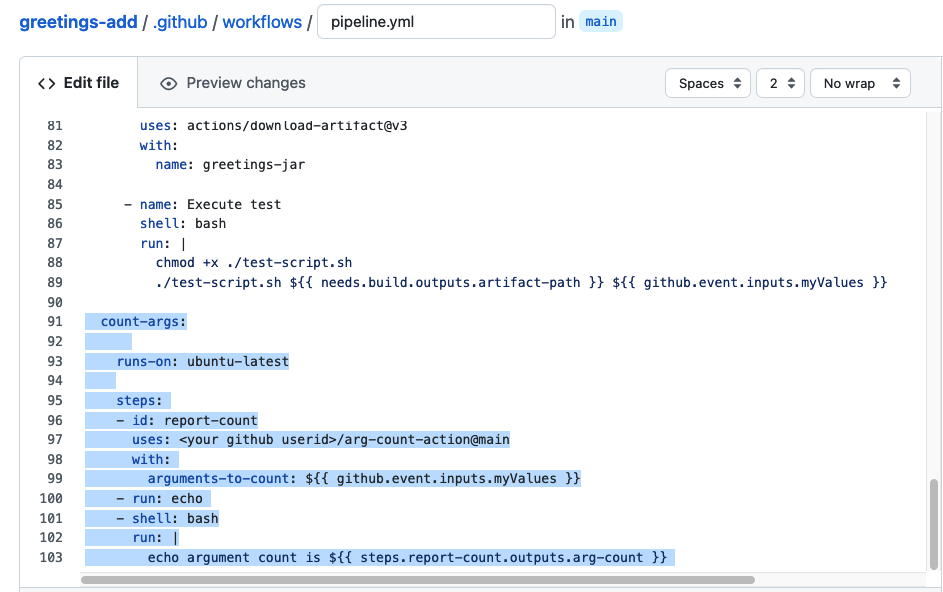 greetings-add / .github / workflows / pipeline.yml in main
Edit file Preview changes Spaces 2 No wrap
81 uses: actions/download-artifact@v3
82 with:
83 name: greetings-jar
84
85 - name: Execute test
86 shell: bash
87 run: |
88 chmod +x ./test-script.sh
89 ./test-script.sh ${{ needs.build.outputs.artifact-path }} ${{ github.event.inputs.myValues }}
90
91 count-args:
92
93 runs-on: ubuntu-latest
94
95 steps:
96 - id: report-count
97 uses: <your github userid>/arg-count-action@main
98 with:
99 arguments-to-count: ${{ github.event.inputs.myValues }}
100 - run: echo
101 - shell: bash
102 run: |
103 echo argument count is ${{ steps.report-count.outputs.arg-count }}